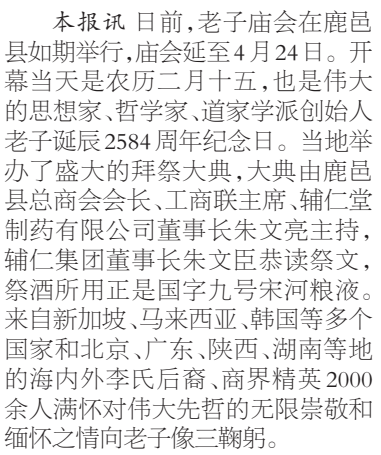 本报讯 日前,老子庙会在鹿邑
县如期举行,庙会延至4月24日。开
幕当天是农历二月十五,也是伟大
的思想家、哲学家、道家学派创始人
老子诞辰2584周年纪念日。当地举
办了盛大的拜祭大典,大典由鹿邑
县总商会会长、工商联主席、辅仁堂
制药有限公司董事长朱文亮主持,
辅仁集团董事长朱文臣恭读祭文,
祭酒所用正是国字九号宋河粮液。
来自新加坡、马来西亚、韩国等多个
国家和北京、广东、陕西、湖南等地
的海内外李氏后裔、商界精英2000
余人满怀对伟大先哲的无限崇敬和
缅怀之情向老子像三鞠躬。